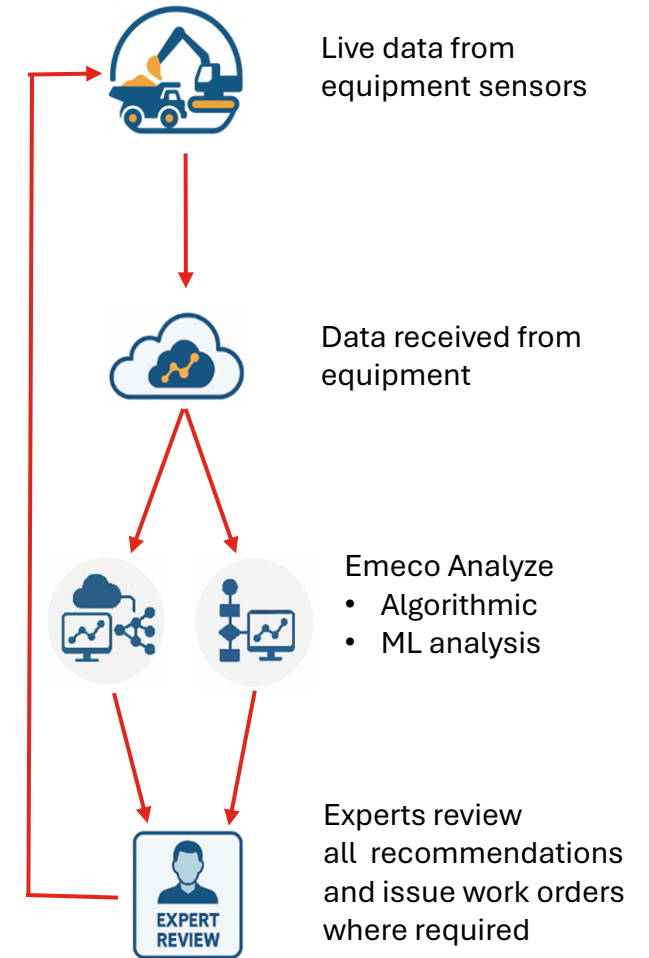 Live data from
equipment sensors
Data received from
equipment
Emeco Analyze
• Algorithmic
• ML analysis
Experts review
all recommendations
and issue work orders
where required
EXPERT
REVIEW